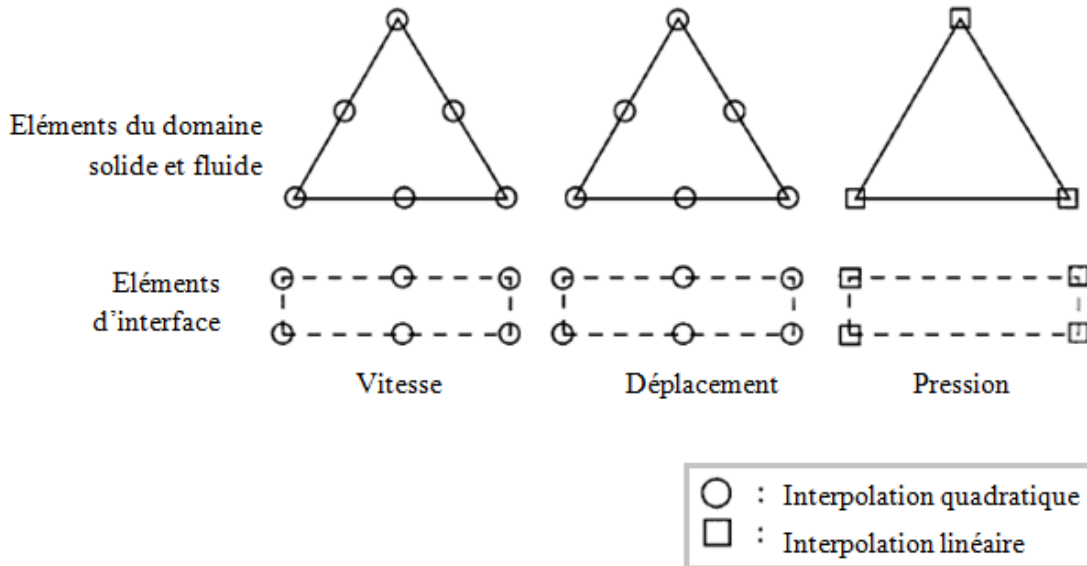 Eléments du domaine
solide et fluide
Eléments
d'interface
Vitesse
Déplacement
Pression
: Interpolation quadratique
: Interpolation linéaire